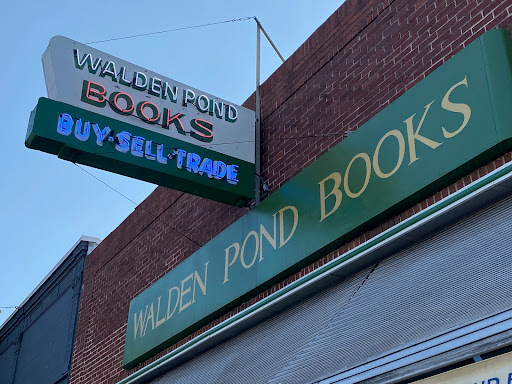 WALDEN POND
BOOKS
BUY·SELL·TRADE
WALDEN POND BOOKS